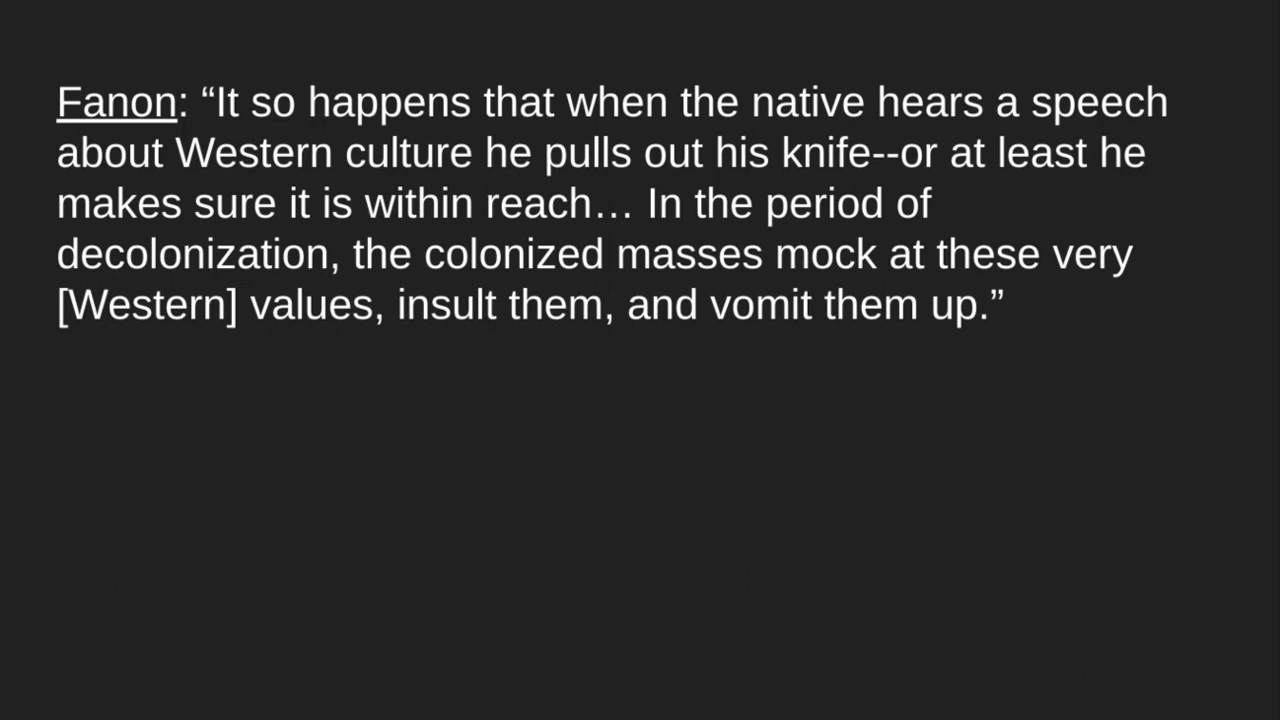 Fanon: “It so happens that when the native hears a speech
about Western culture he pulls out his knife--or at least he
makes sure it is within reach… In the period of
decolonization, the colonized masses mock at these very
[Western] values, insult them, and vomit them up.”